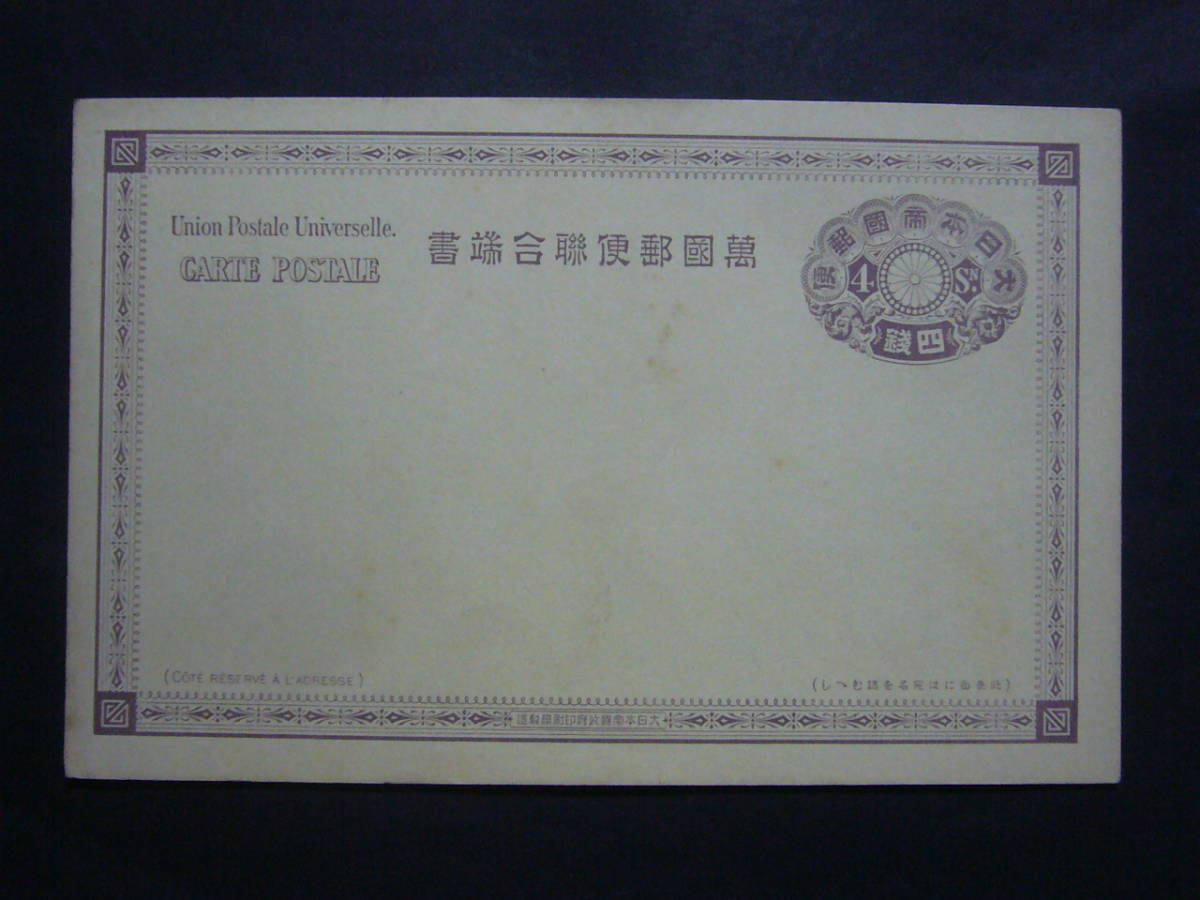 Union Postale Universelle.
CARTE POSTALE
萬國郵便聯合端書
大日本帝國郵便
4
四錢
(CÔTÉ RÉSERVÉ À L'ADRESSE)
(此表面には宛名を認むへし)
大日本帝國政府印刷局製造